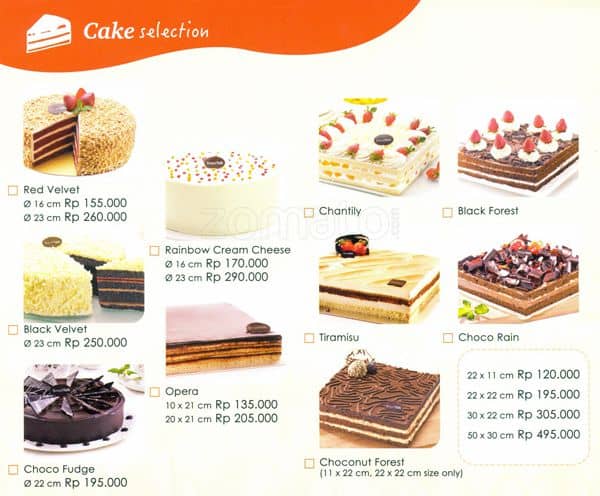 Cake selection
Red Velvet
Ø 16 cm Rp 155.000
Ø 23 cm Rp 260.000
Black Velvet
Ø 23 cm Rp 250.000
Choco Fudge
Ø 22 cm Rp 195.000
Rainbow Cream Cheese
Ø 16 cm Rp 170.000
Ø 23 cm Rp 290.000
Opera
10 x 21 cm Rp 135.000
20 x 21 cm Rp 205.000
Chantily
Black Forest
Tiramisu
Choco Rain
Choconut Forest
(11 x 22 cm, 22 x 22 cm size only)
22 x 11 cm Rp 120.000
22 x 22 cm Rp 195.000
30 x 22 cm Rp 305.000
50 x 30 cm Rp 495.000
zomato.com